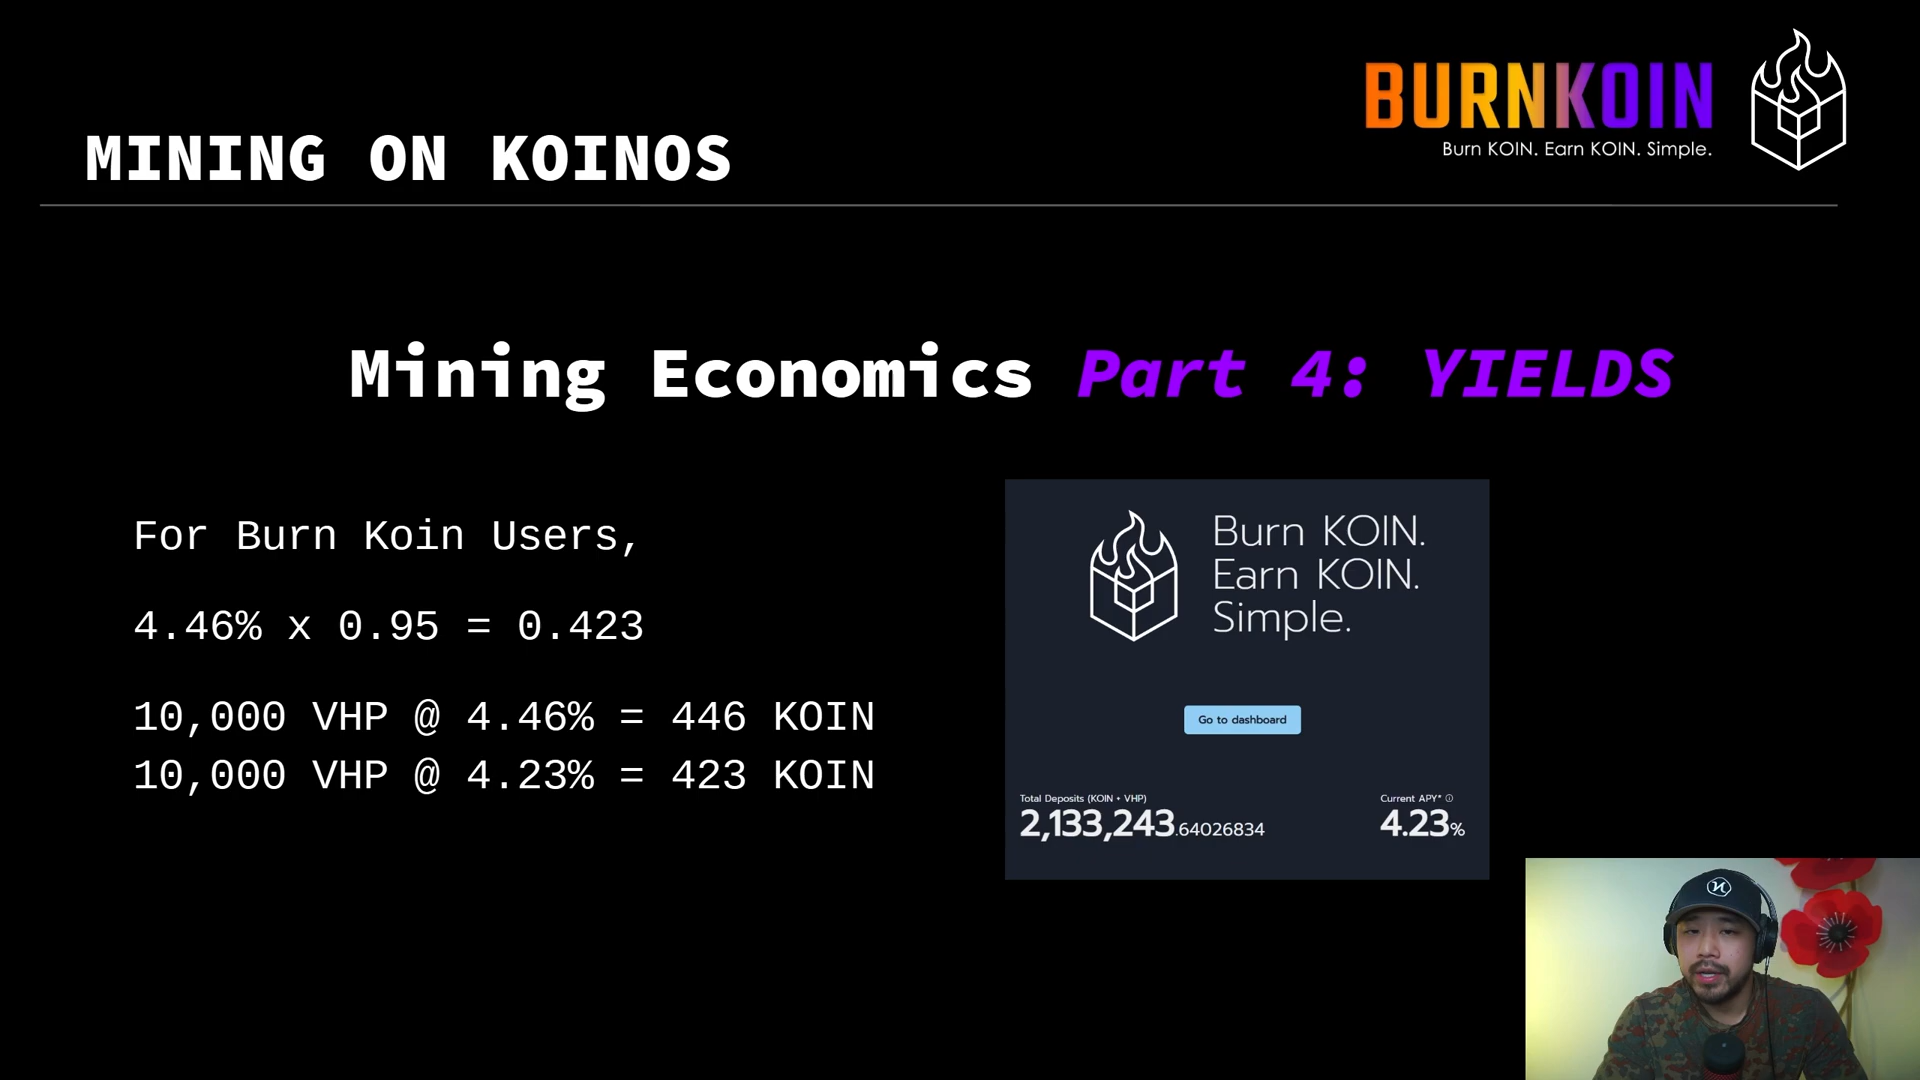 BURNKOIN
Burn KOIN. Earn KOIN. Simple.
MINING ON KOINOS
Mining Economics Part 4: YIELDS
For Burn Koin Users,
4.46% x 0.95 = 0.423
10,000 VHP @ 4.46% = 446 KOIN
10,000 VHP @ 4.23% = 423 KOIN
Burn KOIN.
Earn KOIN.
Simple.
Go to dashboard
Total Deposits (KOIN + VHP)
2,133,243.64026834
Current APY* ⓘ
4.23%